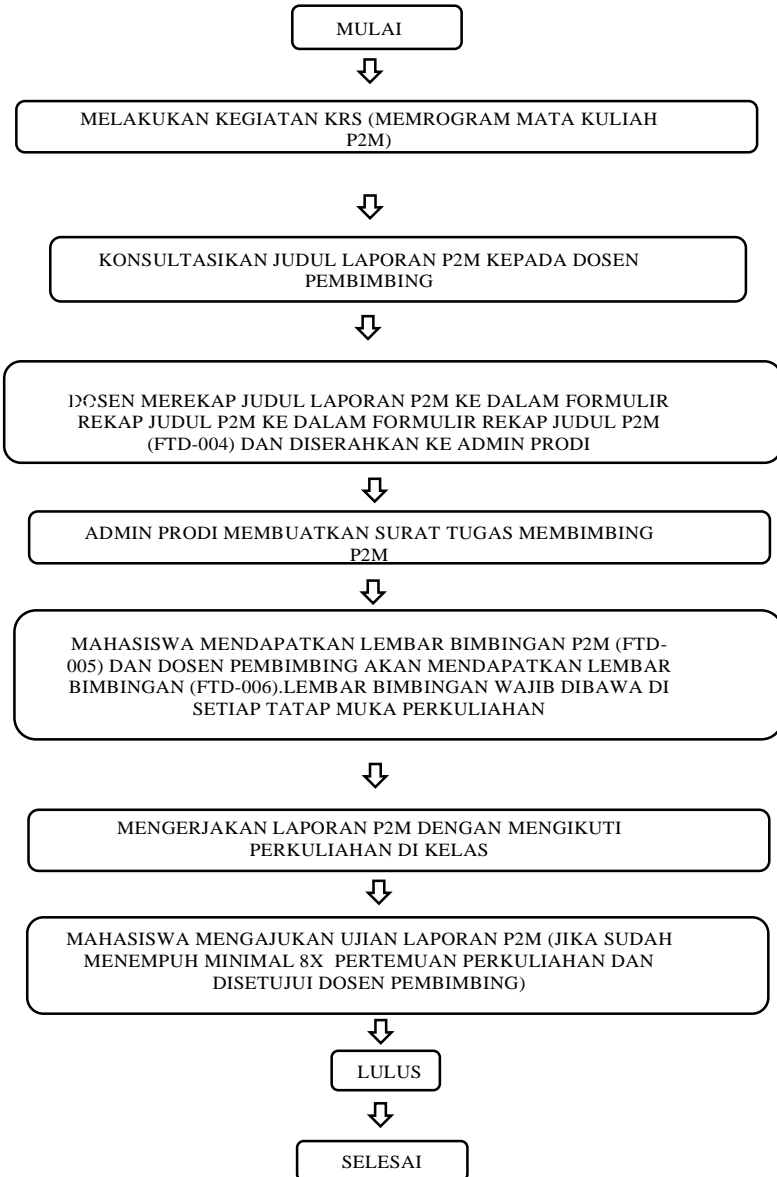 MULAI
MELAKUKAN KEGIATAN KRS (MEMROGRAM MATA KULIAH
P2M)
KONSULTASIKAN JUDUL LAPORAN P2M KEPADA DOSEN
PEMBIMBING
DOSEN MEREKAP JUDUL LAPORAN P2M KE DALAM FORMULIR
REKAP JUDUL P2M KE DALAM FORMULIR REKAP JUDUL P2M
(FTD-004) DAN DISERAHKAN KE ADMIN PRODI
ADMIN PRODI MEMBUATKAN SURAT TUGAS MEMBIMBING
P2M
MAHASISWA MENDAPATKAN LEMBAR BIMBINGAN P2M (FTD-
005) DAN DOSEN PEMBIMBING AKAN MENDAPATKAN LEMBAR
BIMBINGAN (FTD-006).LEMBAR BIMBINGAN WAJIB DIBAWA DI
SETIAP TATAP MUKA PERKULIAHAN
MENGERJAKAN LAPORAN P2M DENGAN MENGIKUTI
PERKULIAHAN DI KELAS
MAHASISWA MENGAJUKAN UJIAN LAPORAN P2M (JIKA SUDAH
MENEMPUH MINIMAL 8X  PERTEMUAN PERKULIAHAN DAN
DISETUJUI DOSEN PEMBIMBING)
LULUS
SELESAI